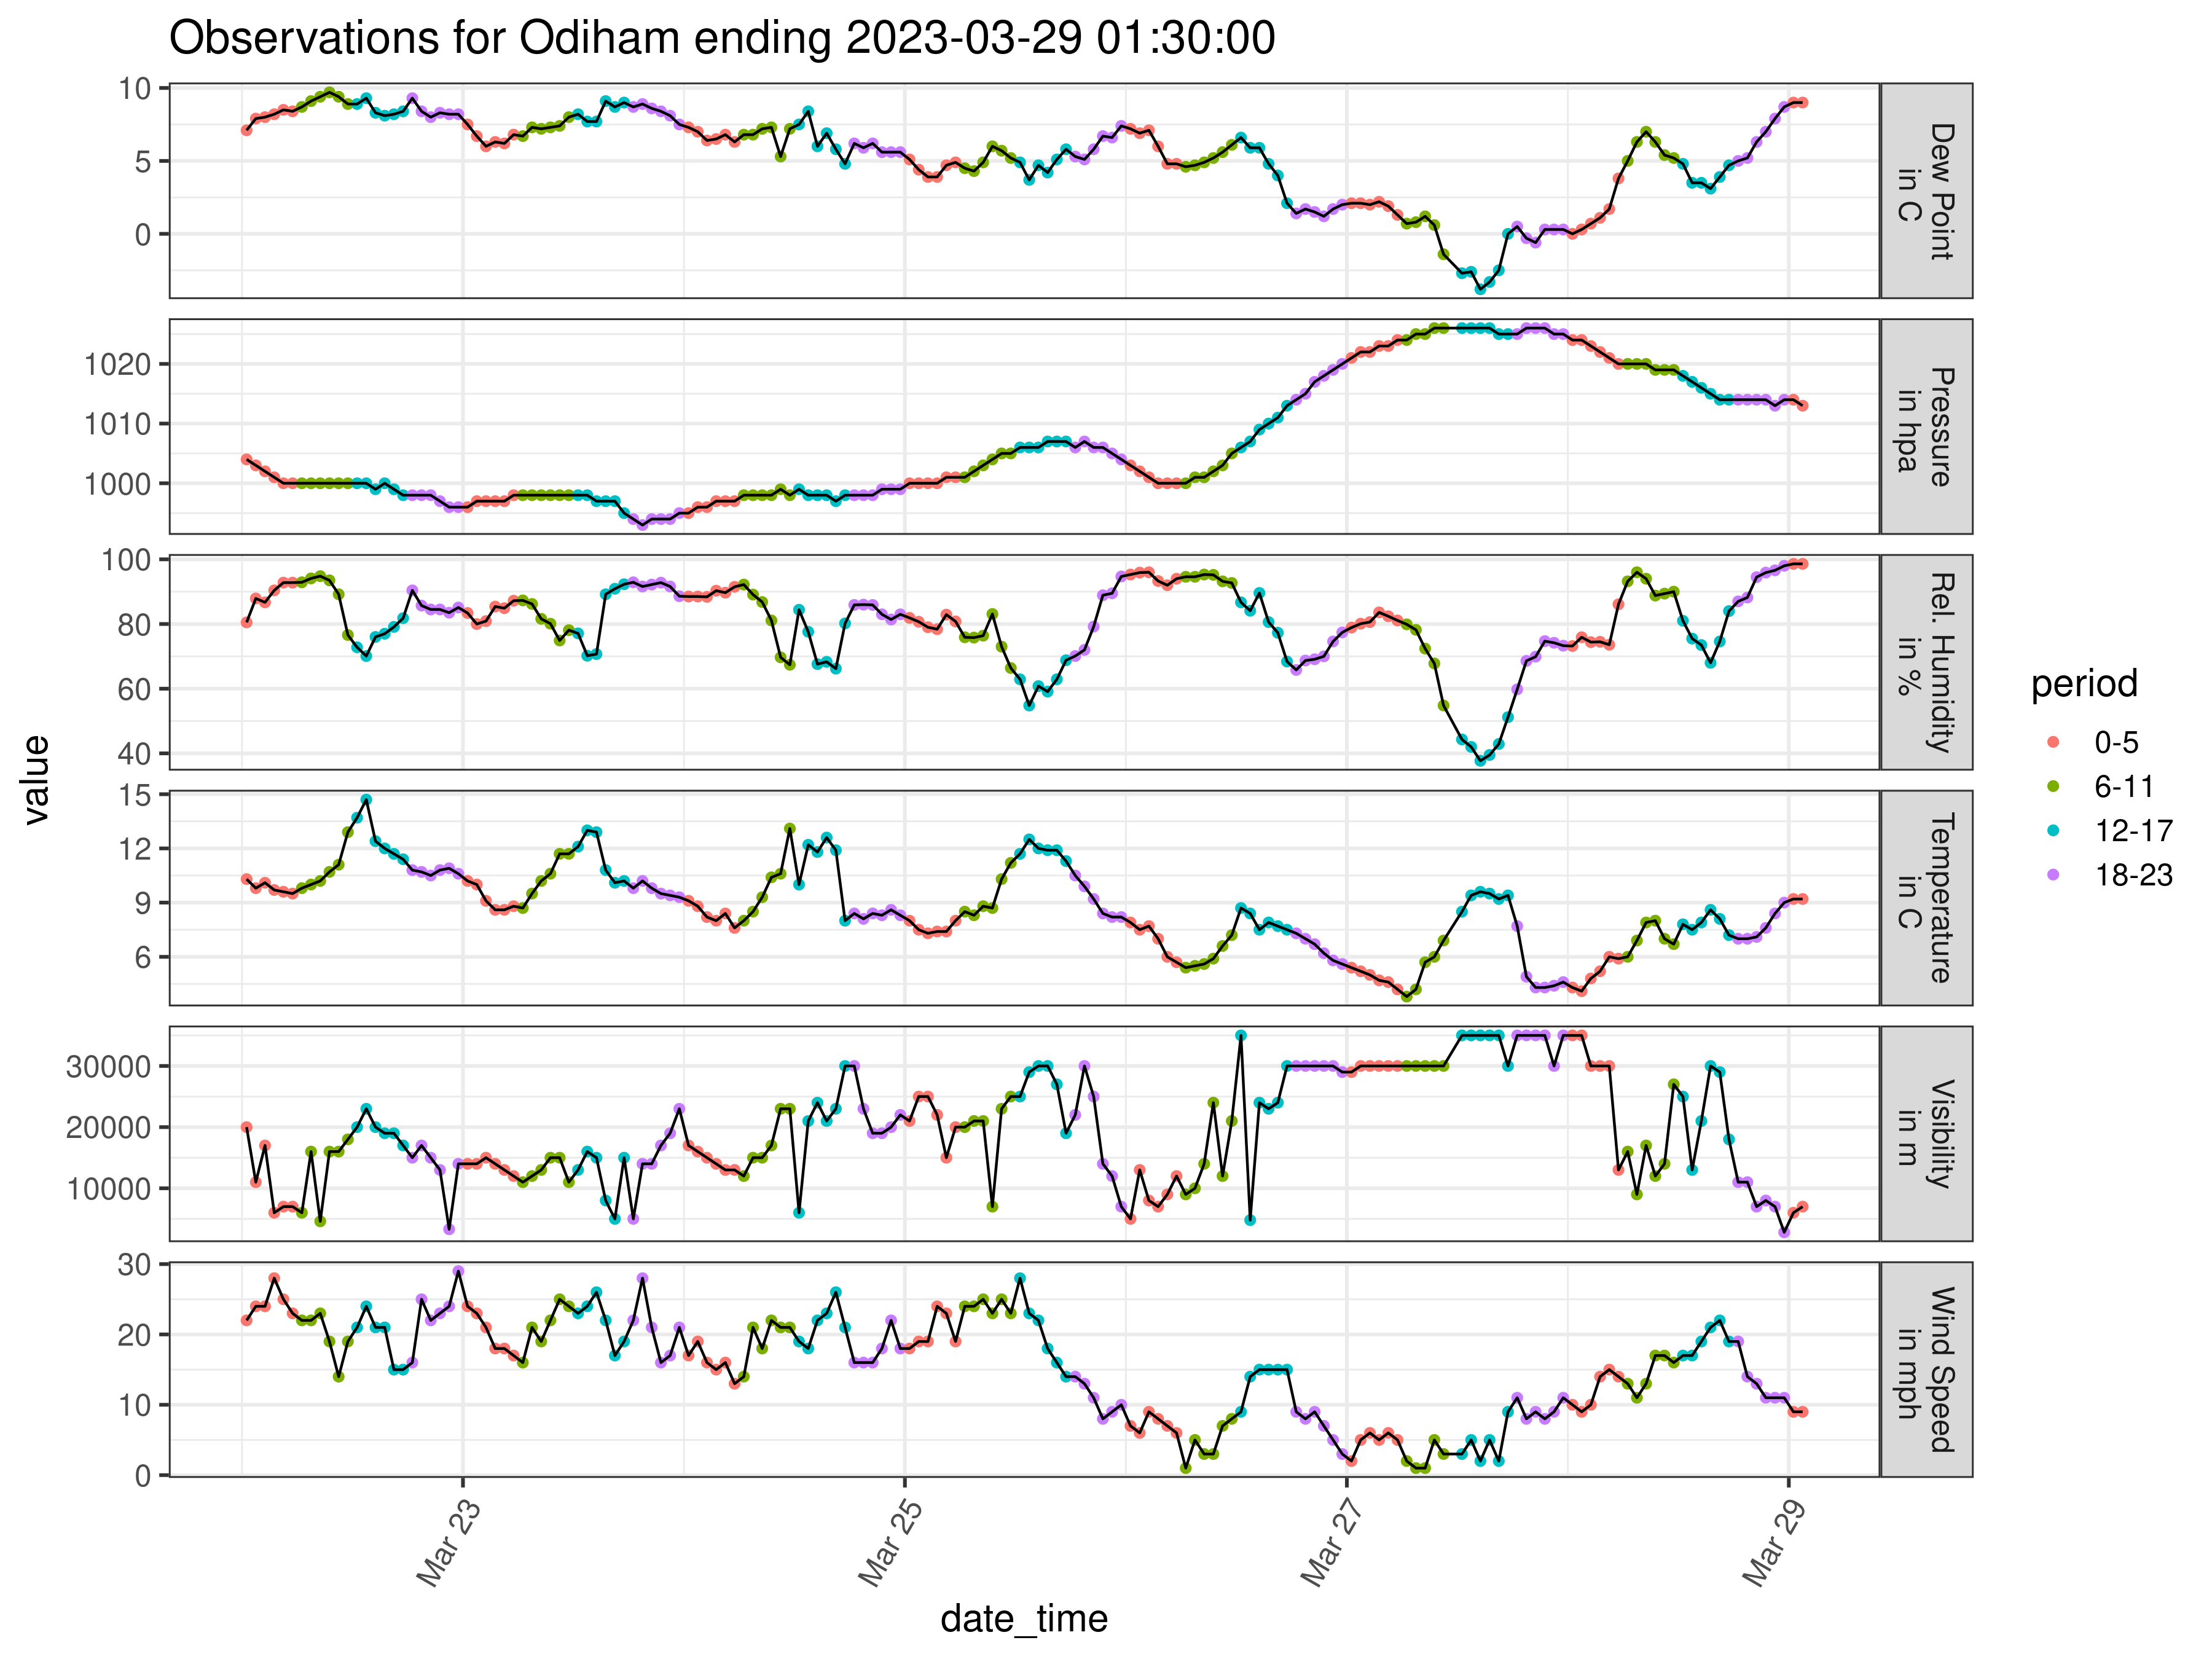 Observations for Odiham ending 2023-03-29 01:30:00
value
10
5
0
Dew Point
in C
1020
1010
1000
Pressure
in hpa
100
80
60
40
Rel. Humidity
in %
15
12
9
6
Temperature
in C
30000
20000
10000
Visibility
in m
30
20
10
0
Wind Speed
in mph
Mar 23
Mar 25
Mar 27
Mar 29
date_time
period
0-5
6-11
12-17
18-23